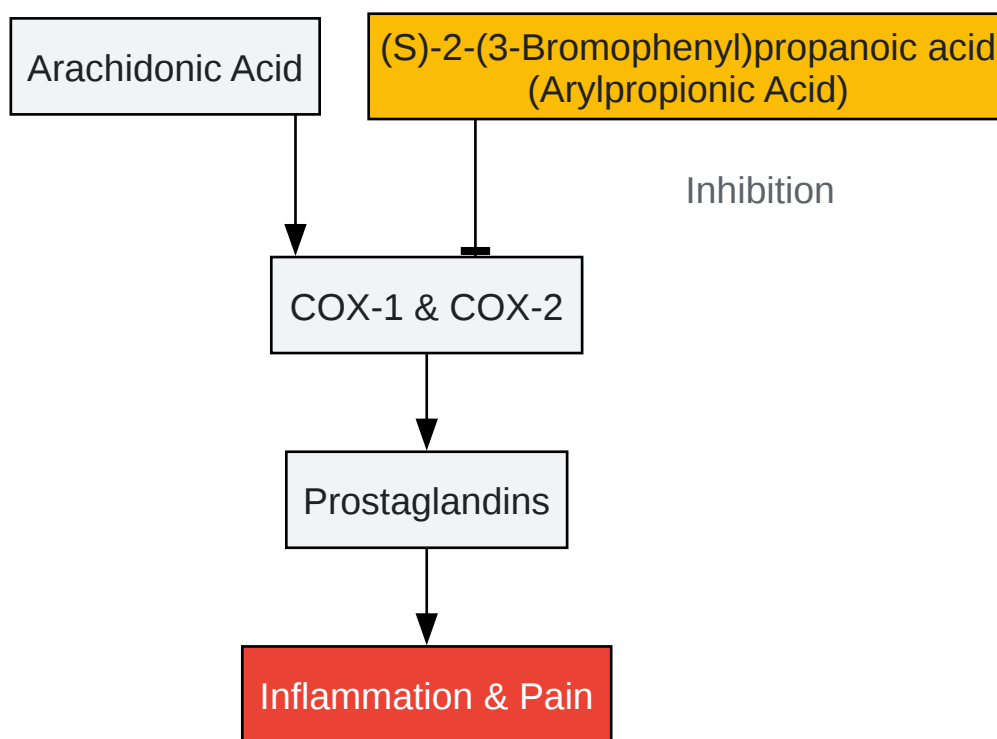 Arachidonic Acid
(S)-2-(3-Bromophenyl)propanoic acid
(Arylpropionic Acid)
Inhibition
COX-1 & COX-2
Prostaglandins
Inflammation & Pain